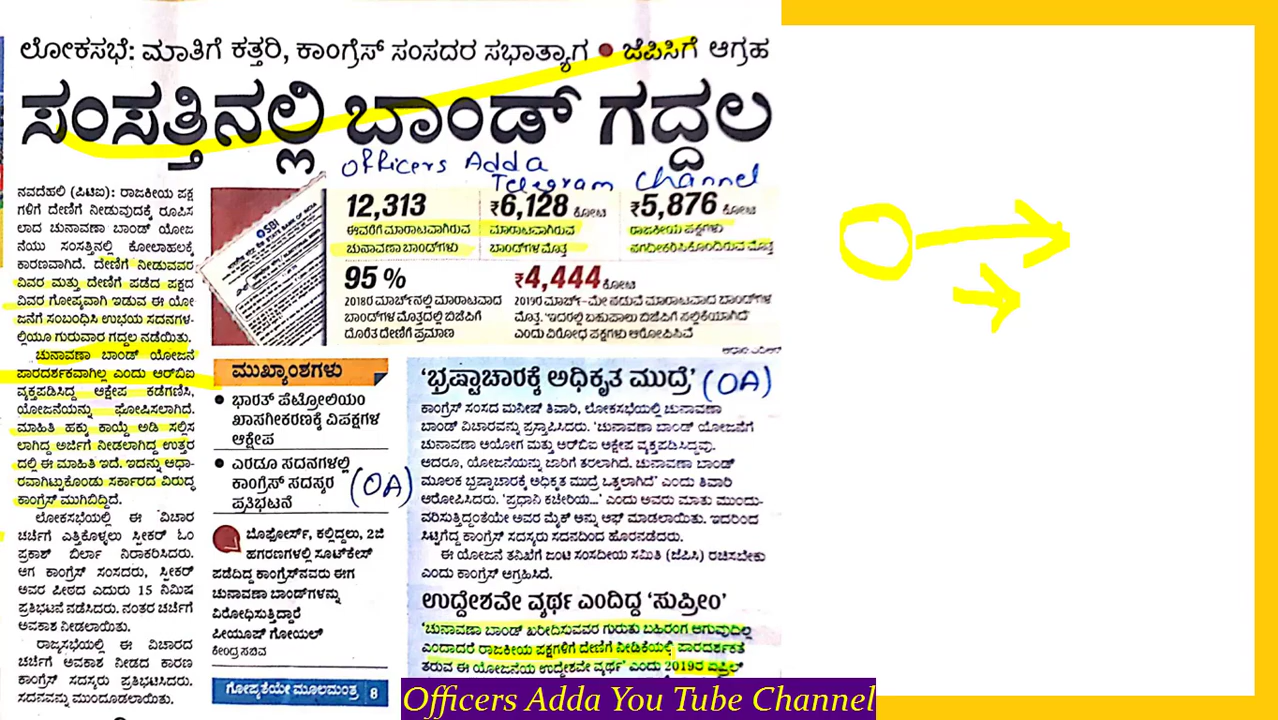 ಲೋಕಸಭೆ: ಮಾತಿಗೆ ಕತ್ತರಿ, ಕಾಂಗ್ರೆಸ್ ಸಂಸದರ ಸಭಾತ್ಯಾಗ ● ಜೆಪಿಸಿಗೆ ಆಗ್ರಹ
ಸಂಸತ್ತಿನಲ್ಲಿ ಬಾಂಡ್ ಗದ್ದಲ
Officers Adda
Telegram Channel
ನವದೆಹಲಿ (ಪಿಟಿಐ): ರಾಜಕೀಯ ಪಕ್ಷ
ಗಳಿಗೆ ದೇಣಿಗೆ ನೀಡುವುದಕ್ಕೆ ರೂಪಿಸ
ಲಾದ ಚುನಾವಣಾ ಬಾಂಡ್ ಯೋಜ
ನೆಯು ಸಂಸತ್ತಿನಲ್ಲಿ ಕೋಲಾಹಲಕ್ಕೆ
ಕಾರಣವಾಗಿದೆ. ದೇಣಿಗೆ ನೀಡುವವರ
ವಿವರ ಮತ್ತು ದೇಣಿಗೆ ಪಡೆದ ಪಕ್ಷದ
ವಿವರ ಗೋಪ್ಯವಾಗಿ ಇಡುವ ಈ ಯೋ
ಜನೆಗೆ ಸಂಬಂಧಿಸಿ ಉಭಯ ಸದನಗಳ-
ಲ್ಲಿಯೂ ಗುರುವಾರ ಗದ್ದಲ ನಡೆಯಿತು.
ಚುನಾವಣಾ ಬಾಂಡ್ ಯೋಜನೆ
ಪಾರದರ್ಶಕವಾಗಿಲ್ಲ ಎಂದು ಆರ್‌ಬಿಐ
ವ್ಯಕ್ತಪಡಿಸಿದ್ದ ಆಕ್ಷೇಪ ಕಡೆಗಣಿಸಿ,
ಯೋಜನೆಯನ್ನು ಘೋಷಿಸಲಾಗಿದೆ.
ಮಾಹಿತಿ ಹಕ್ಕು ಕಾಯ್ದೆ ಅಡಿ ಸಲ್ಲಿಸ
ಲಾಗಿದ್ದ ಅರ್ಜಿಗೆ ನೀಡಲಾಗಿದ್ದ ಉತ್ತರ
ದಲ್ಲಿ ಈ ಮಾಹಿತಿ ಇದೆ. ಇದನ್ನು ಆಧಾ-
ರವಾಗಿಟ್ಟುಕೊಂಡು ಸರ್ಕಾರದ ವಿರುದ್ಧ
ಕಾಂಗ್ರೆಸ್ ಮುಗಿಬಿದ್ದಿದೆ.
ಲೋಕಸಭೆಯಲ್ಲಿ ಈ ವಿಚಾರ
ಚರ್ಚೆಗೆ ಎತ್ತಿಕೊಳ್ಳಲು ಸ್ಪೀಕರ್ ಓಂ
ಪ್ರಕಾಶ್ ಬಿರ್ಲಾ ನಿರಾಕರಿಸಿದರು.
ಆಗ ಕಾಂಗ್ರೆಸ್ ಸಂಸದರು, ಸ್ಪೀಕರ್
ಅವರ ಪೀಠದ ಎದುರು 15 ನಿಮಿಷ
ಪ್ರತಿಭಟನೆ ನಡೆಸಿದರು. ನಂತರ ಚರ್ಚೆಗೆ
ಅವಕಾಶ ನೀಡಲಾಯಿತು.
ರಾಜ್ಯಸಭೆಯಲ್ಲಿ ಈ ವಿಚಾರದ
ಚರ್ಚೆಗೆ ಅವಕಾಶ ನೀಡದ ಕಾರಣ
ಕಾಂಗ್ರೆಸ್ ಸದಸ್ಯರು ಪ್ರತಿಭಟಿಸಿದರು.
ಸದನವನ್ನು ಮುಂದೂಡಲಾಯಿತು.
SBI
12,313
ಈವರೆಗೆ ಮಾರಾಟವಾಗಿರುವ
ಚುನಾವಣಾ ಬಾಂಡ್‌ಗಳು
₹6,128 ಕೋಟಿ
ಮಾರಾಟವಾಗಿರುವ
ಬಾಂಡ್‌ಗಳ ಮೊತ್ತ
₹5,876 ಕೋಟಿ
ರಾಜಕೀಯ ಪಕ್ಷಗಳು
ನಗದೀಕರಿಸಿಕೊಂಡಿರುವ ಮೊತ್ತ
95 %
2018ರ ಮಾರ್ಚ್‌ನಲ್ಲಿ ಮಾರಾಟವಾದ
ಬಾಂಡ್‌ಗಳ ಮೊತ್ತದಲ್ಲಿ ಬಿಜೆಪಿಗೆ
ದೊರೆತ ದೇಣಿಗೆ ಪ್ರಮಾಣ
₹4,444 ಕೋಟಿ
2019ರ ಮಾರ್ಚ್-ಮೇ ನಡುವೆ ಮಾರಾಟವಾದ ಬಾಂಡ್‌ಗಳ
ಮೊತ್ತ. 'ಇದರಲ್ಲಿ ಬಹುಪಾಲು ಬಿಜೆಪಿಗೆ ಸಲ್ಲಿಕೆಯಾಗಿದೆ'
ಎಂದು ವಿರೋಧ ಪಕ್ಷಗಳು ಆರೋಪಿಸಿವೆ
ಮುಖ್ಯಾಂಶಗಳು
● ಭಾರತ್ ಪೆಟ್ರೋಲಿಯಂ
ಖಾಸಗೀಕರಣಕ್ಕೆ ವಿಪಕ್ಷಗಳ
ಆಕ್ಷೇಪ
● ಎರಡೂ ಸದನಗಳಲ್ಲಿ
ಕಾಂಗ್ರೆಸ್ ಸದಸ್ಯರ
ಪ್ರತಿಭಟನೆ
(OA)
ಬೊಫೋರ್ಸ್, ಕಲ್ಲಿದ್ದಲು, 2ಜಿ
ಹಗರಣಗಳಲ್ಲಿ ಸೂಟ್‌ಕೇಸ್
ಪಡೆದಿದ್ದ ಕಾಂಗ್ರೆಸ್‌ನವರು ಈಗ
ಚುನಾವಣಾ ಬಾಂಡ್‌ಗಳನ್ನು
ವಿರೋಧಿಸುತ್ತಿದ್ದಾರೆ
ಪೀಯೂಷ್ ಗೋಯಲ್
ಕೇಂದ್ರ ಸಚಿವ
ಗೋಪ್ಯತೆಯೇ ಮೂಲಮಂತ್ರ 8
'ಭ್ರಷ್ಟಾಚಾರಕ್ಕೆ ಅಧಿಕೃತ ಮುದ್ರೆ' (OA)
ಕಾಂಗ್ರೆಸ್ ಸಂಸದ ಮನೀಷ್ ತಿವಾರಿ, ಲೋಕಸಭೆಯಲ್ಲಿ ಚುನಾವಣಾ
ಬಾಂಡ್ ವಿಚಾರವನ್ನು ಪ್ರಸ್ತಾಪಿಸಿದರು. 'ಚುನಾವಣಾ ಬಾಂಡ್ ಯೋಜನೆಗೆ
ಚುನಾವಣಾ ಆಯೋಗ ಮತ್ತು ಆರ್‌ಬಿಐ ಆಕ್ಷೇಪ ವ್ಯಕ್ತಪಡಿಸಿದ್ದವು.
ಆದರೂ, ಯೋಜನೆಯನ್ನು ಜಾರಿಗೆ ತರಲಾಗಿದೆ. ಚುನಾವಣಾ ಬಾಂಡ್
ಮೂಲಕ ಭ್ರಷ್ಟಾಚಾರಕ್ಕೆ ಅಧಿಕೃತ ಮುದ್ರೆ ಒತ್ತಲಾಗಿದೆ' ಎಂದು ತಿವಾರಿ
ಆರೋಪಿಸಿದರು. 'ಪ್ರಧಾನಿ ಕಚೇರಿಯ...' ಎಂದು ಅವರು ಮಾತು ಮುಂದು-
ವರಿಸುತ್ತಿದ್ದಂತೆಯೇ ಅವರ ಮೈಕ್ ಅನ್ನು ಆಫ್ ಮಾಡಲಾಯಿತು. ಇದರಿಂದ
ಸಿಟ್ಟಿಗೆದ್ದ ಕಾಂಗ್ರೆಸ್ ಸದಸ್ಯರು ಸದನದಿಂದ ಹೊರನಡೆದರು.
ಈ ಯೋಜನೆ ತನಿಖೆಗೆ ಜಂಟಿ ಸಂಸದೀಯ ಸಮಿತಿ (ಜೆಪಿಸಿ) ರಚಿಸಬೇಕು
ಎಂದು ಕಾಂಗ್ರೆಸ್ ಆಗ್ರಹಿಸಿದೆ.
ಉದ್ದೇಶವೇ ವ್ಯರ್ಥ ಎಂದಿದ್ದ 'ಸುಪ್ರೀಂ'
'ಚುನಾವಣಾ ಬಾಂಡ್ ಖರೀದಿಸುವವರ ಗುರುತು ಬಹಿರಂಗ ಆಗುವುದಿಲ್ಲ
ಎಂದಾದರೆ ರಾಜಕೀಯ ಪಕ್ಷಗಳಿಗೆ ದೇಣಿಗೆ ನೀಡಿಕೆಯಲ್ಲಿ ಪಾರದರ್ಶಕತೆ
ತರುವ ಈ ಯೋಜನೆಯ ಉದ್ದೇಶವೇ ವ್ಯರ್ಥ' ಎಂದು 2019ರ ಏಪ್ರಿಲ್
Officers Adda You Tube Channel